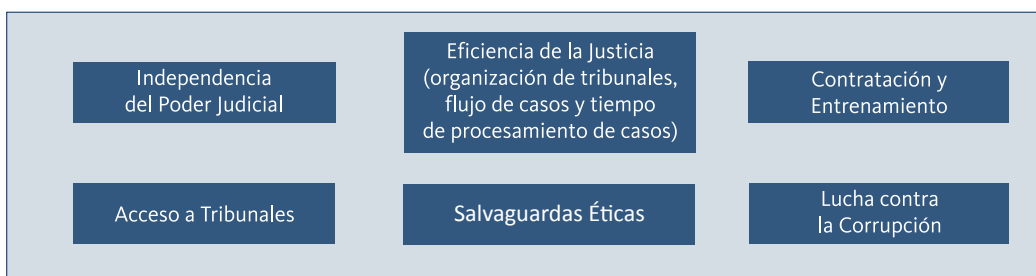 Independencia
del Poder Judicial
Eficiencia de la Justicia
(organización de tribunales,
flujo de casos y tiempo
de procesamiento de casos)
Contratación y
Entrenamiento
Acceso a Tribunales
Salvaguardas Éticas
Lucha contra
la Corrupción